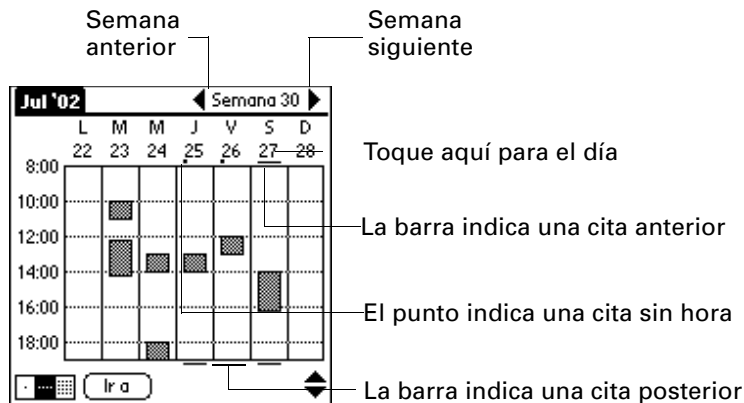 Semana
anterior
Semana
siguiente
Jul '02
Semana 30
L M M J V S D
22 23 24 25 26 27 28
Toque aquí para el día
8:00
10:00
La barra indica una cita anterior
12:00
14:00
16:00
El punto indica una cita sin hora
18:00
Ir a
La barra indica una cita posterior